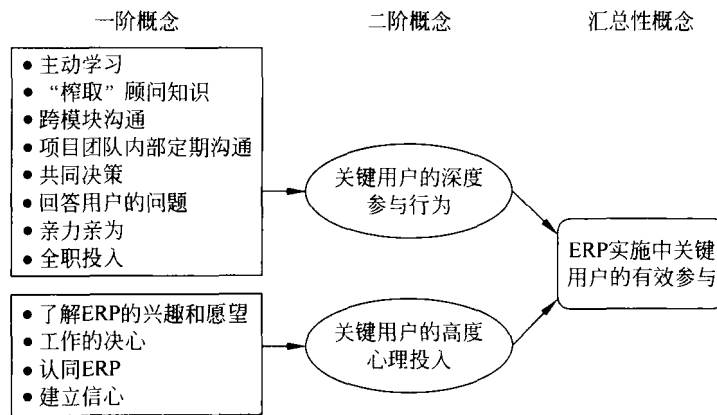 一阶概念
二阶概念
汇总性概念
● 主动学习
● “榨取”顾问知识
● 跨模块沟通
● 项目团队内部定期沟通
● 共同决策
● 回答用户的问题
● 亲力亲为
● 全职投入
关键用户的深度
参与行为
ERP实施中关键
用户的有效参与
● 了解ERP的兴趣和愿望
● 工作的决心
● 认同ERP
● 建立信心
关键用户的高度
心理投入